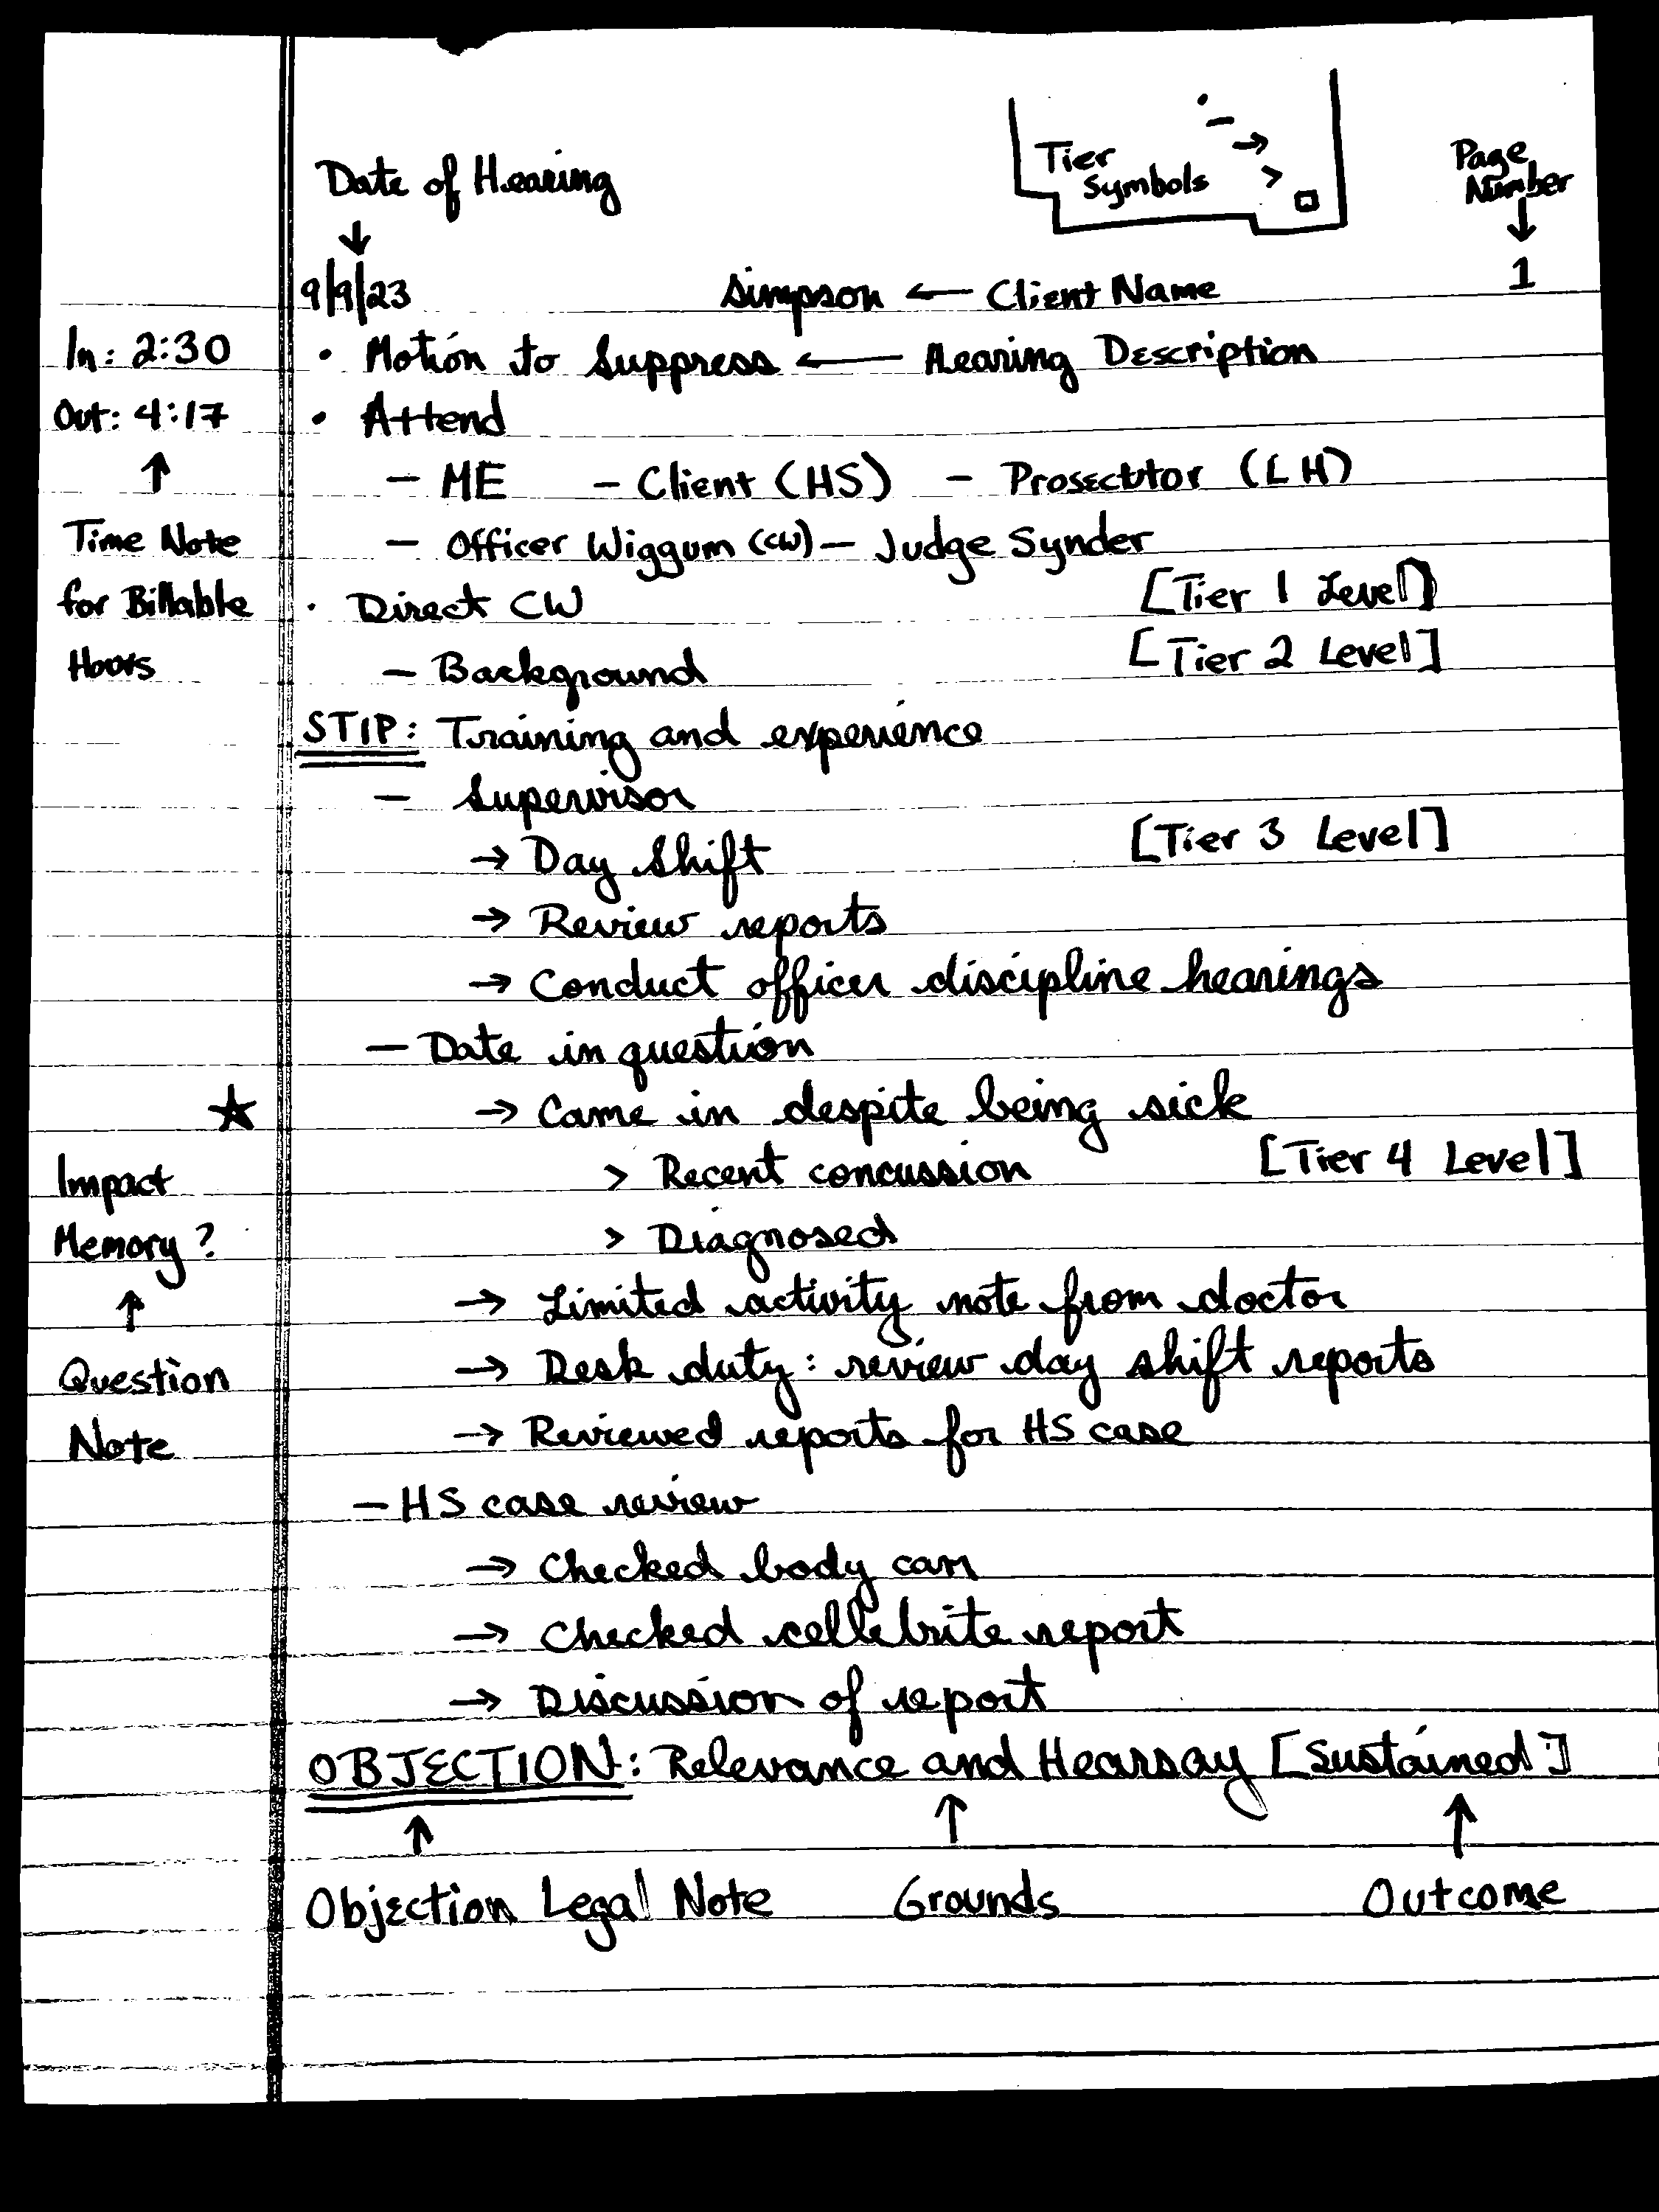 Date of Hearing
↓
Tier
Symbols
• – → > □
Page
Number
↓
9/9/23 Simpson ← Client Name 1
In: 2:30 • Motion to Suppress ← Hearing Description
Out: 4:17 • Attend
↑ – ME – Client (HS) – Prosecutor (LH)
Time Note – Officer Wiggum (CW) – Judge Synder
for Billable • Direct CW [Tier 1 Level]
Hours – Background [Tier 2 Level]
STIP: Training and experience
– Supervisor
→ Day Shift [Tier 3 Level]
→ Review reports
→ Conduct officer discipline hearings
– Date in question
☆ → Came in despite being sick
Impact > Recent concussion [Tier 4 Level]
Memory? > Diagnosed
↑ → Limited activity note from doctor
Question → Desk duty: review day shift reports
Note → Reviewed reports for HS case
– HS case review
→ Checked body cam
→ Checked cellebrite report
→ Discussion of report
OBJECTION: Relevance and Hearsay [Sustained]
↑ ↑ ↑
Objection Legal Note Grounds Outcome